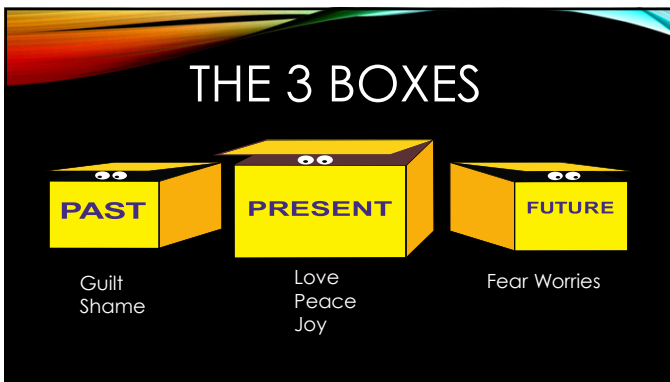 THE 3 BOXES
PAST
PRESENT
FUTURE
Guilt
Shame
Love
Peace
Joy
Fear Worries